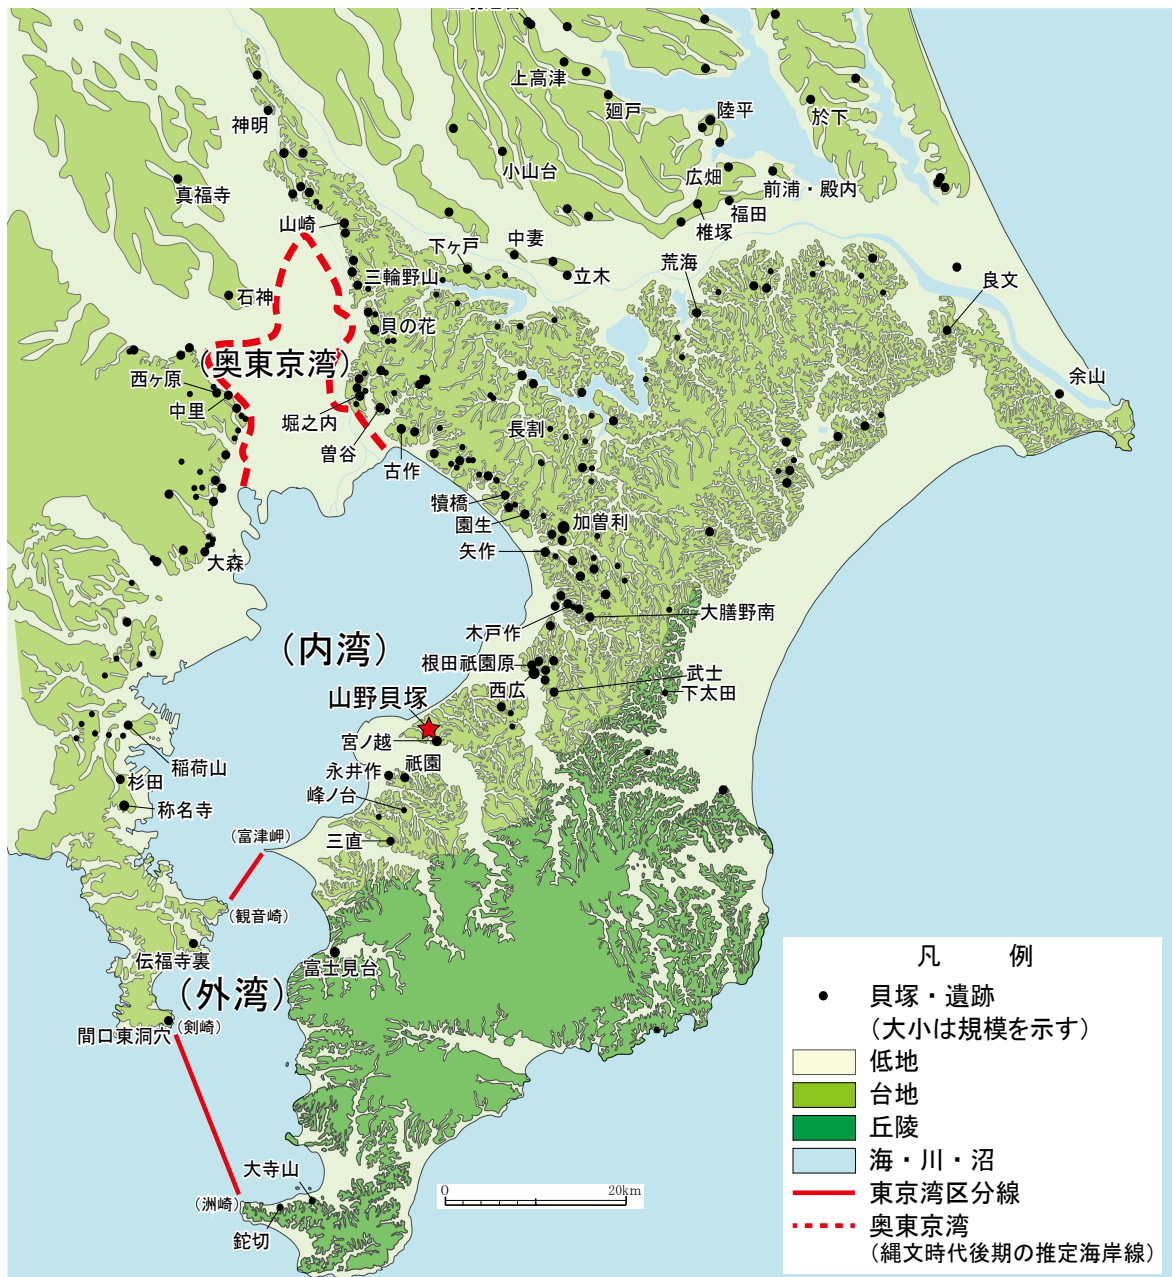 上高津
廻戸
陸平
於下
神明
小山台
広畑
前浦・殿内
真福寺
福田
椎塚
山崎
下ヶ戸
中妻
荒海
立木
三輪野山
良文
石神
貝の花
(奥東京湾)
西ヶ原
余山
中里
堀之内
長割
曽谷
古作
犢橋
園生
加曽利
矢作
大森
大膳野南
木戸作
(内湾)
根田祇園原
武士
西広
下太田
山野貝塚
宮ノ越
稲荷山
永井作
祇園
杉田
峰ノ台
称名寺
(富津岬)
三直
(観音崎)
伝福寺裏
富士見台
(外湾)
間口東洞穴
(剣崎)
大寺山
(洲崎)
鉈切
0 20km
凡 例
貝塚・遺跡
(大小は規模を示す)
低地
台地
丘陵
海・川・沼
東京湾区分線
奥東京湾
(縄文時代後期の推定海岸線)